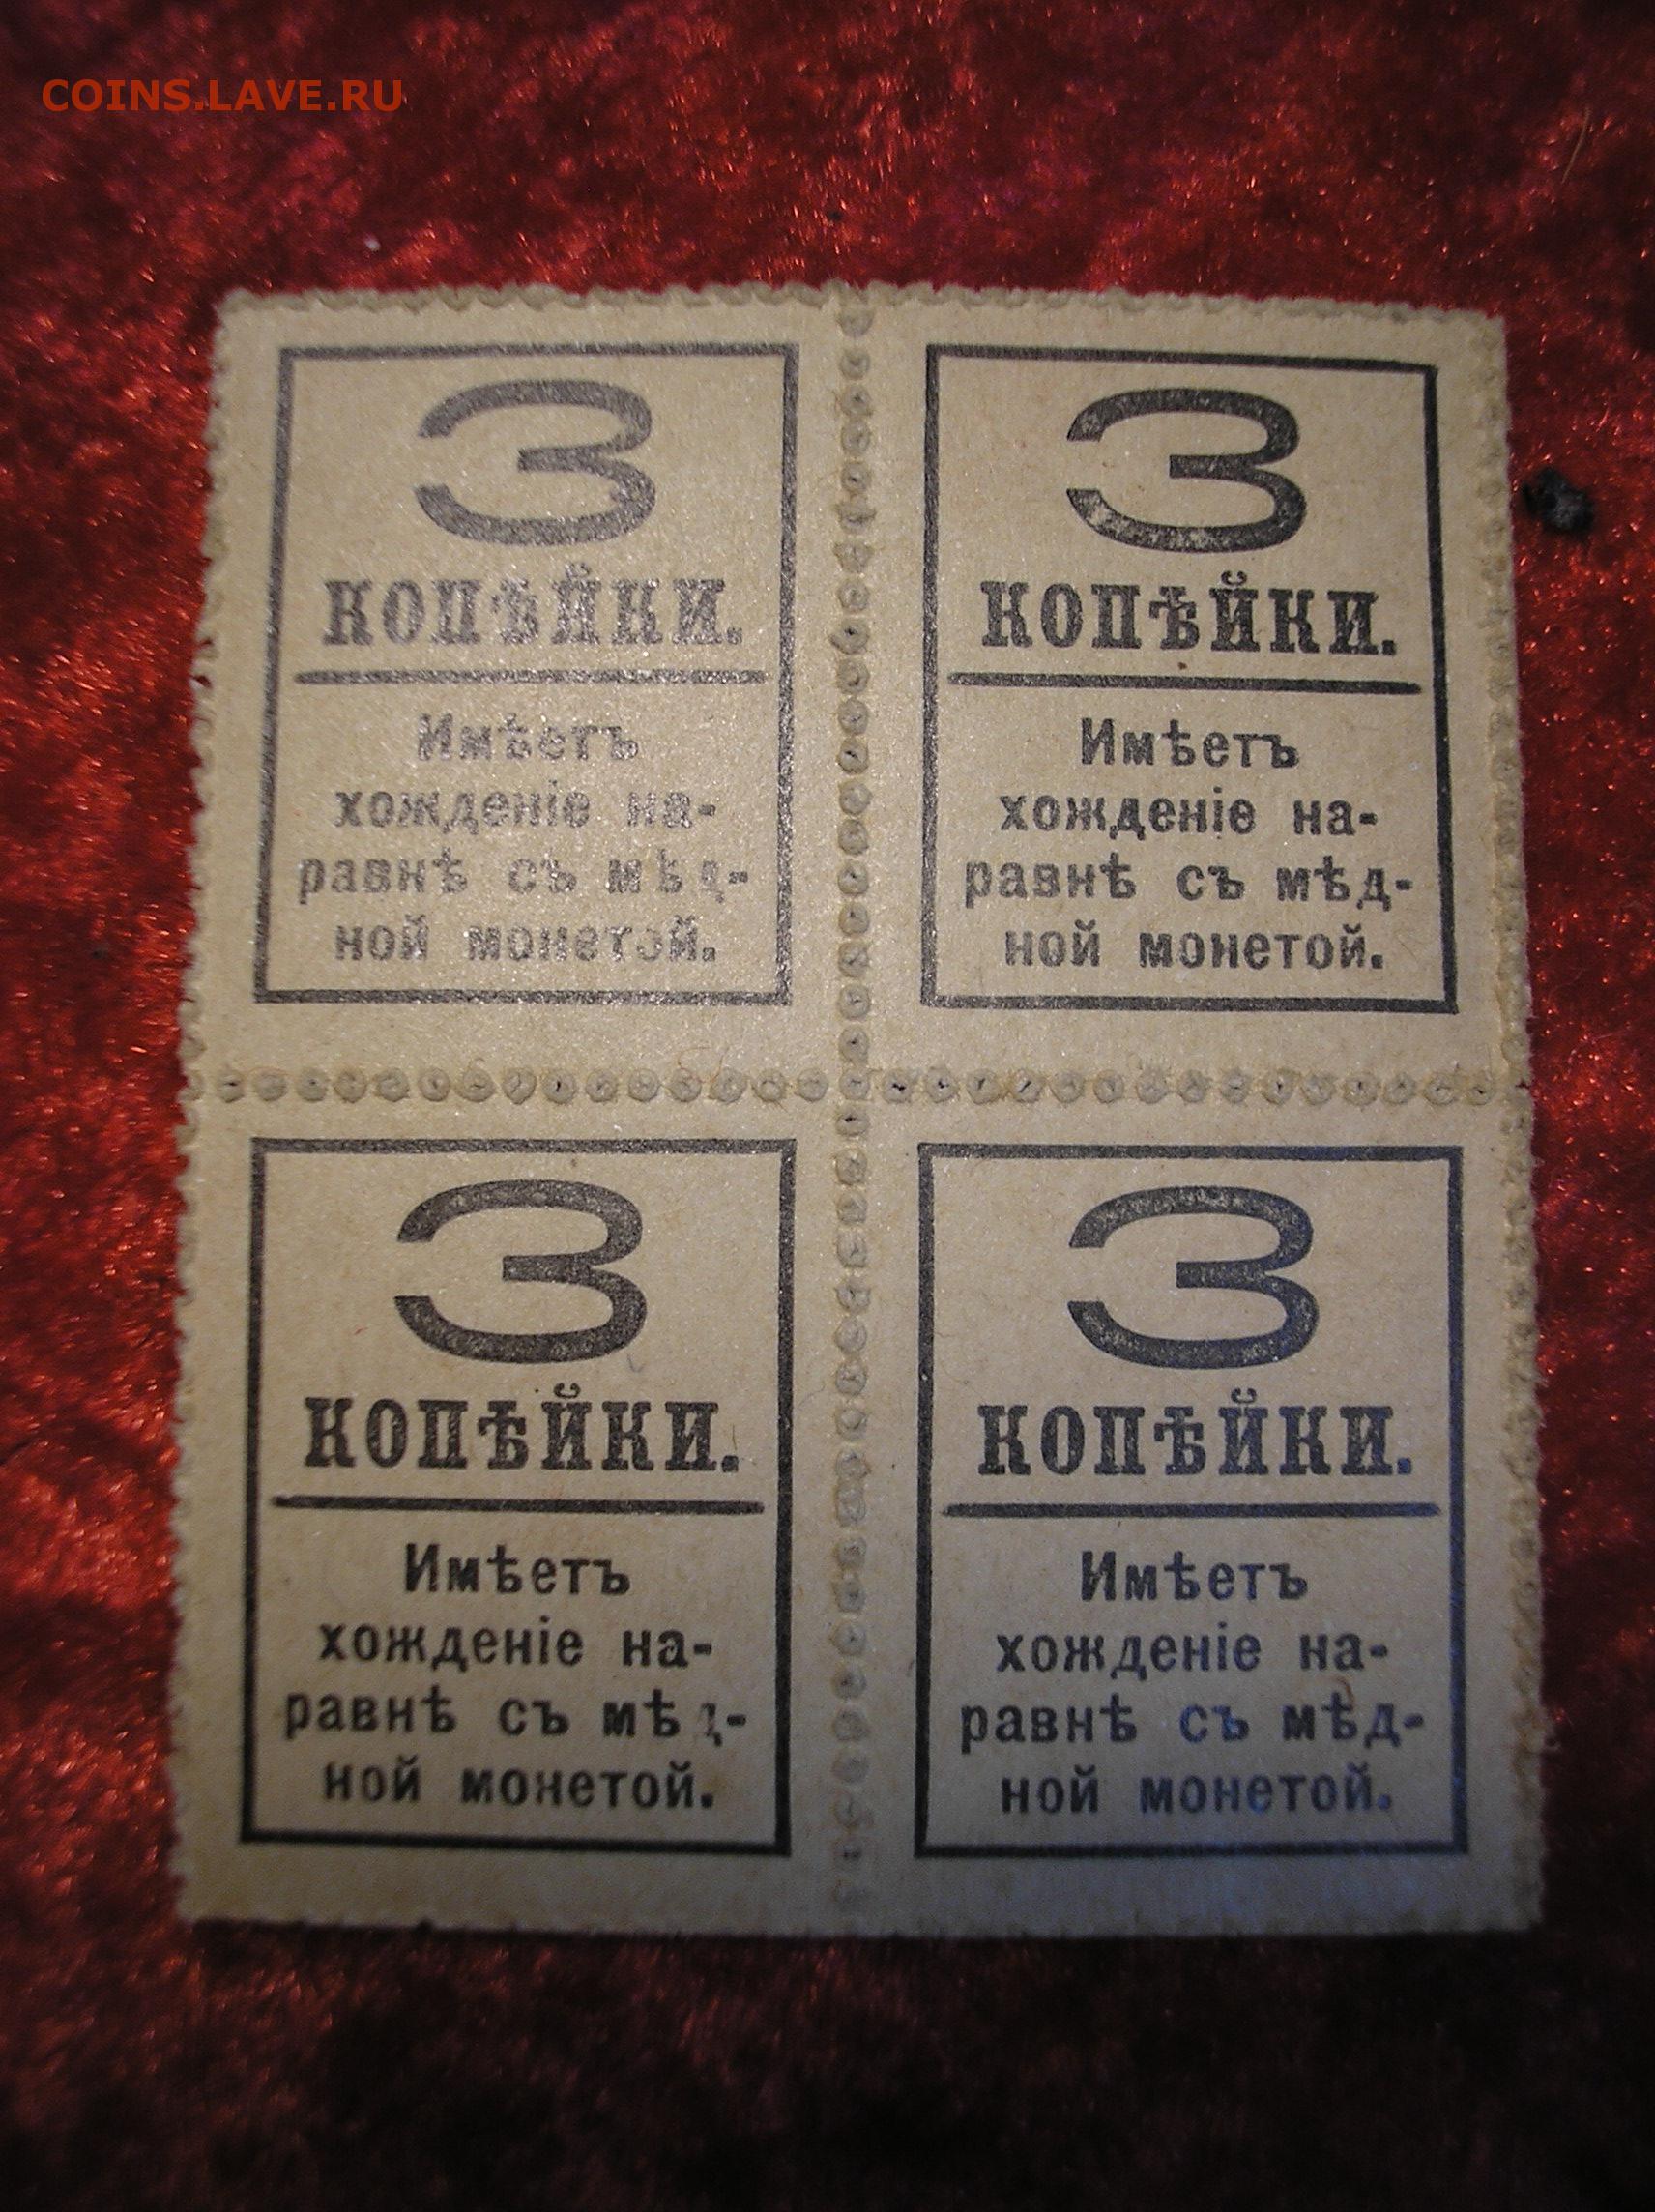 COINS.LAVE.RU
3
КОПѢЙКИ.
Имѣетъ
хожденіе на-
равнѣ съ мѣд-
ной монетой.
3
КОПѢЙКИ.
Имѣетъ
хожденіе на-
равнѣ съ мѣд-
ной монетой.
3
КОПѢЙКИ.
Имѣетъ
хожденіе на-
равнѣ съ мѣд-
ной монетой.
3
КОПѢЙКИ.
Имѣетъ
хожденіе на-
равнѣ съ мѣд-
ной монетой.